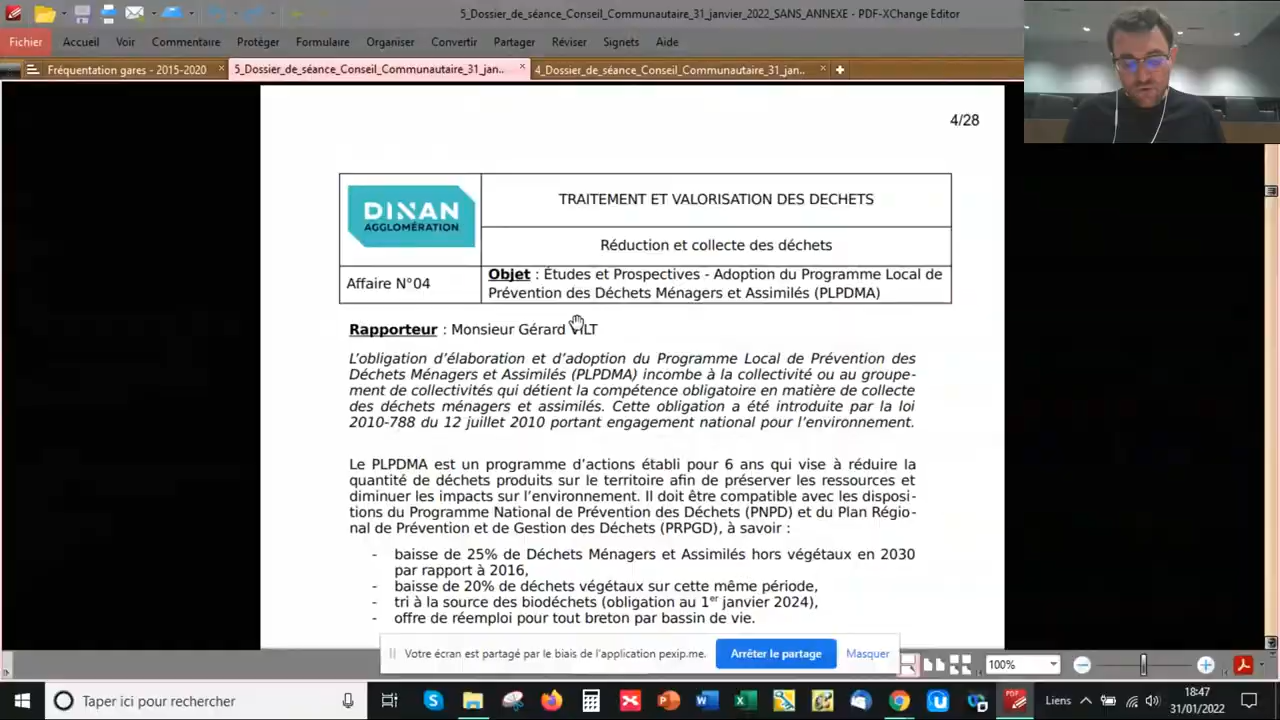 5_Dossier_de_séance_Conseil_Communautaire_31_janvier_2022_SANS_ANNEXE - PDF-XChange Editor
Fichier Accueil Voir Commentaire Protéger Formulaire Organiser Convertir Partager Réviser Signets Aide
Fréquentation gares - 2015-2020 × 5_Dossier_de_séance_Conseil_Communautaire_31_jan.. × 4_Dossier_de_séance_Conseil_Communautaire_31_jan.. ×
4/28
DINAN
AGGLOMÉRATION
TRAITEMENT ET VALORISATION DES DECHETS
Réduction et collecte des déchets
Affaire N°04
Objet : Études et Prospectives - Adoption du Programme Local de
Prévention des Déchets Ménagers et Assimilés (PLPDMA)
Rapporteur : Monsieur Gérard
L’obligation d’élaboration et d’adoption du Programme Local de Prévention des
Déchets Ménagers et Assimilés (PLPDMA) incombe à la collectivité ou au groupe-
ment de collectivités qui détient la compétence obligatoire en matière de collecte
des déchets ménagers et assimilés. Cette obligation a été introduite par la loi
2010-788 du 12 juillet 2010 portant engagement national pour l’environnement.
Le PLPDMA est un programme d’actions établi pour 6 ans qui vise à réduire la
quantité de déchets produits sur le territoire afin de préserver les ressources et
diminuer les impacts sur l’environnement. Il doit être compatible avec les disposi-
tions du Programme National de Prévention des Déchets (PNPD) et du Plan Régio-
nal de Prévention et de Gestion des Déchets (PRPGD), à savoir :
- baisse de 25% de Déchets Ménagers et Assimilés hors végétaux en 2030
par rapport à 2016,
- baisse de 20% de déchets végétaux sur cette même période,
- tri à la source des biodéchets (obligation au 1er janvier 2024),
- offre de réemploi pour tout breton par bassin de vie.
Votre écran est partagé par le biais de l'application pexip.me. Arrêter le partage Masquer
100%
Taper ici pour rechercher
Liens
18:47
31/01/2022